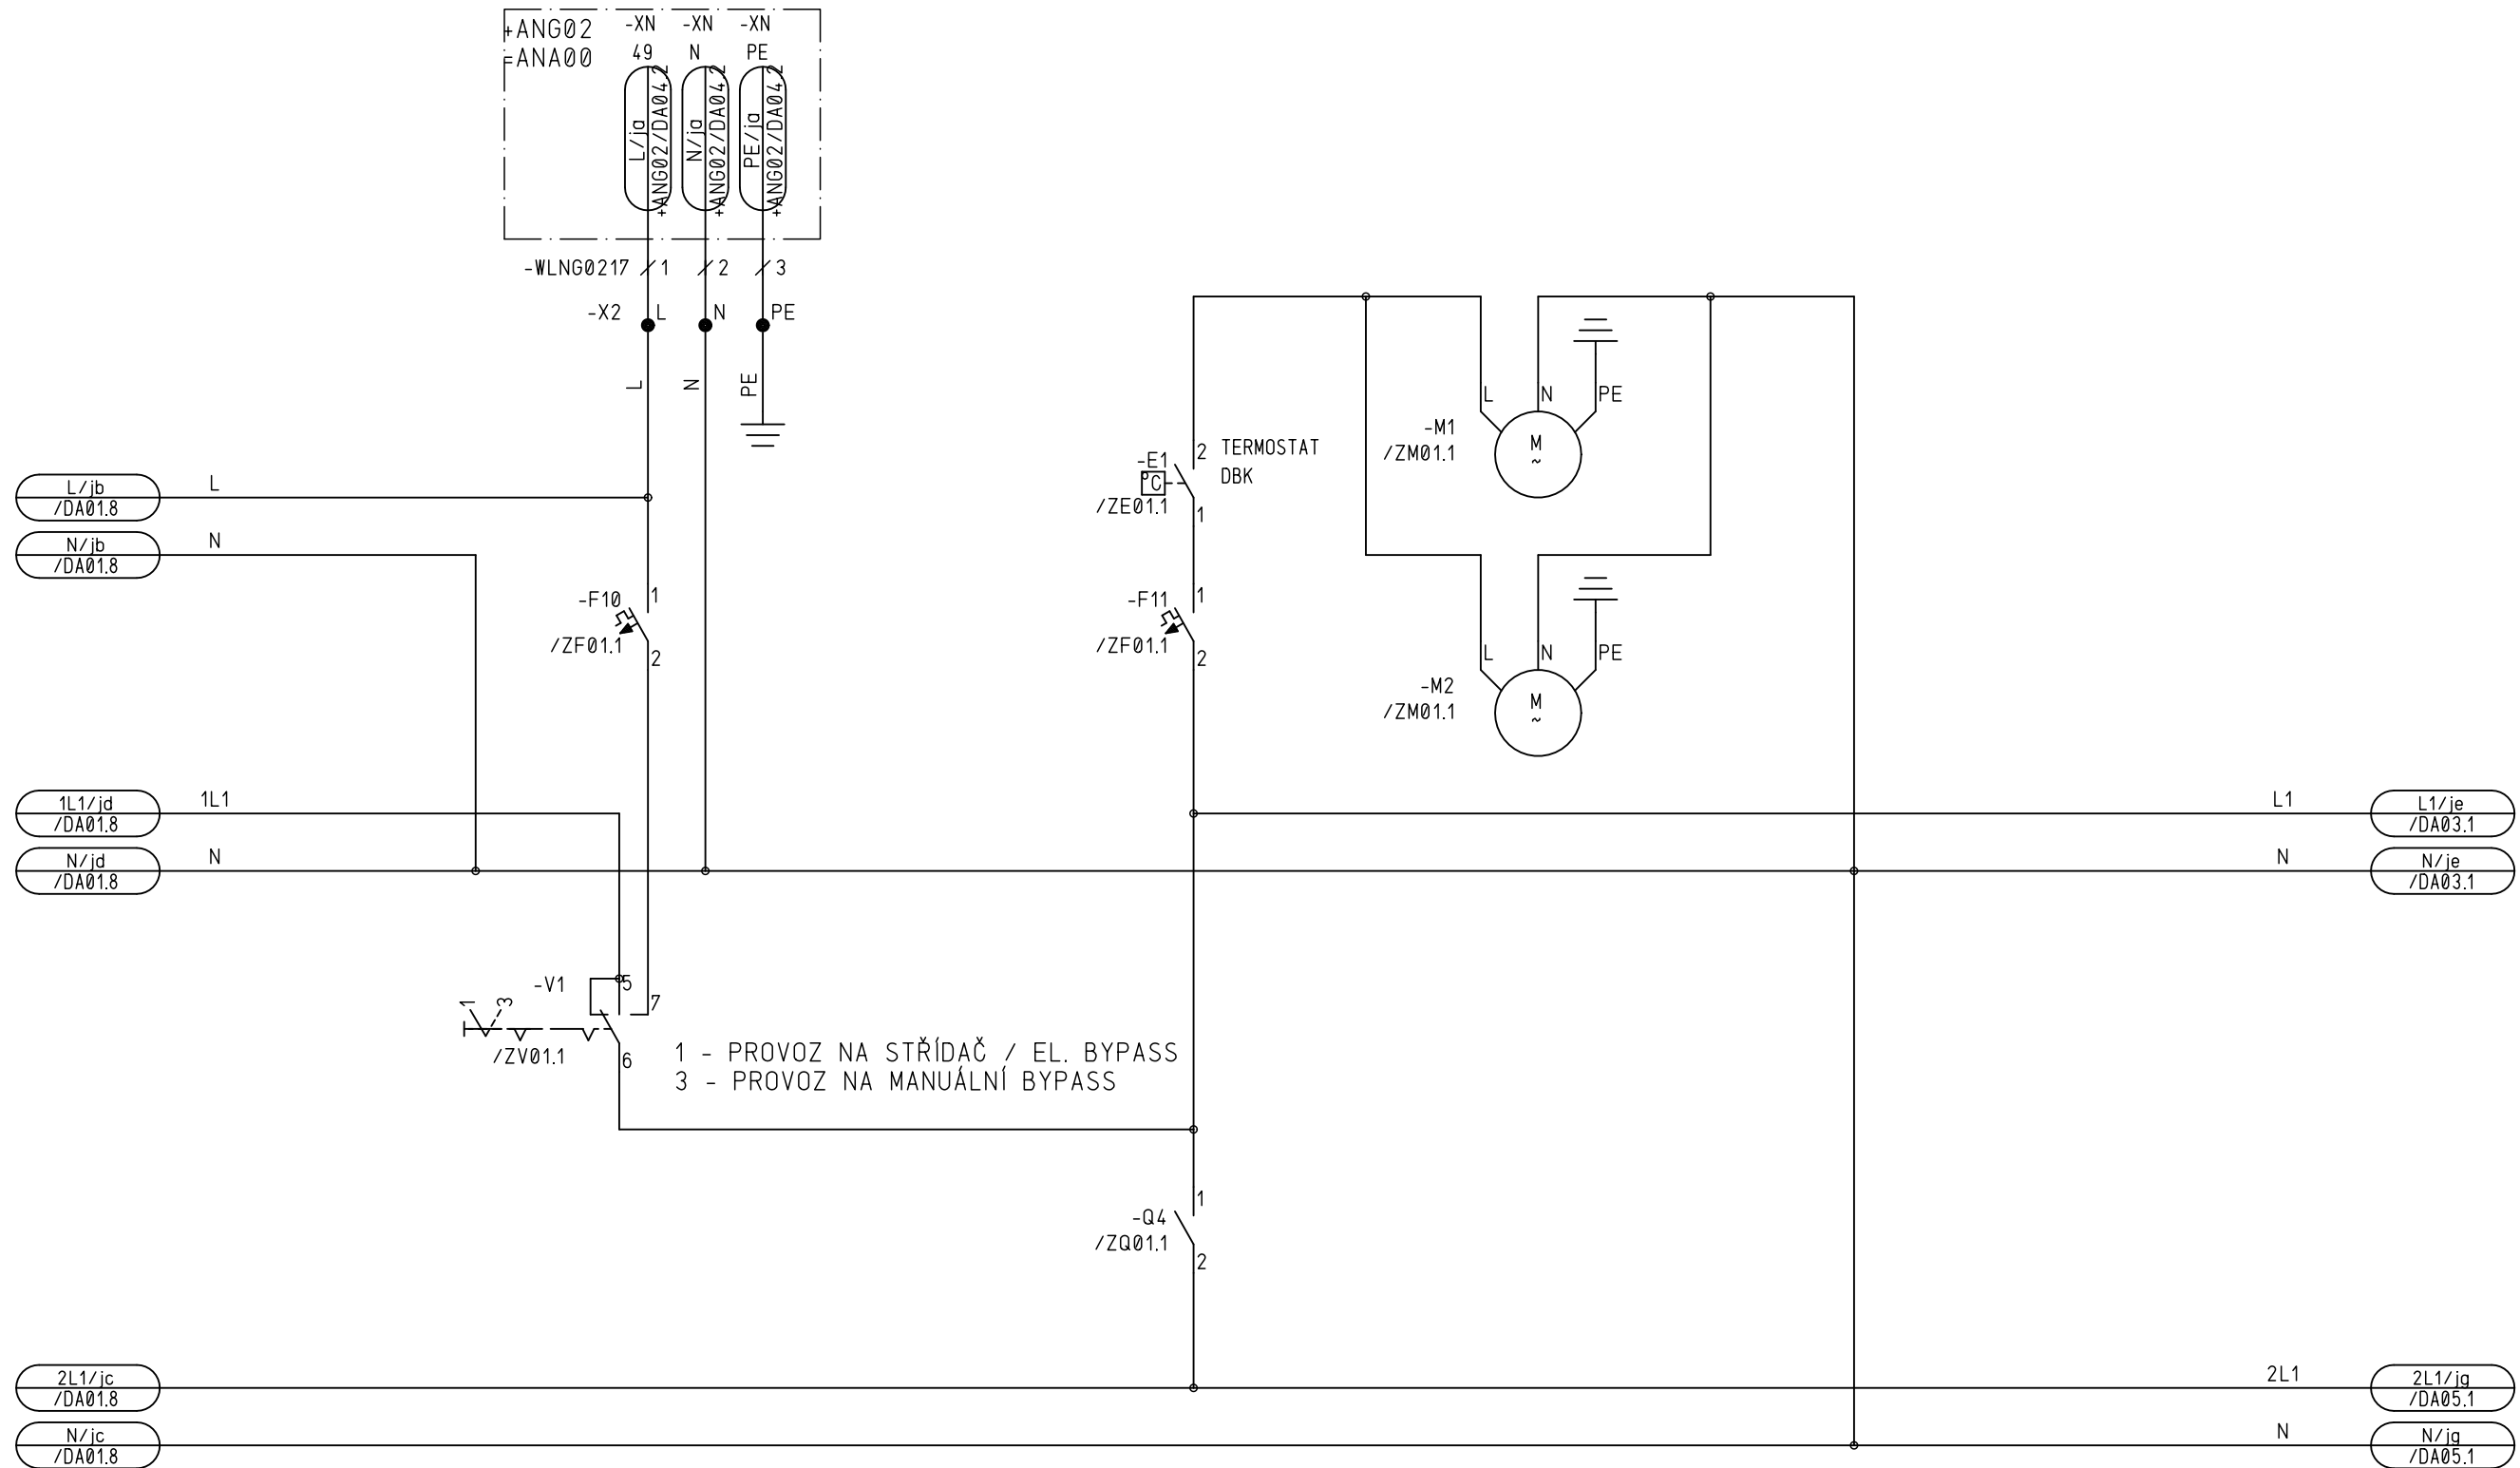 +ANG02
=ANA00
-XN -XN -XN
49 N PE
L/ja
+ANG02/DA04.2
N/ja
+ANG02/DA04.2
PE/ja
+ANG02/DA04.2
-WLNG0217 1 2 3
-X2 L N PE
L N PE
L/jb
/DA01.8
L
N/jb
/DA01.8
N
-F10
/ZF01.1
1
2
-E1
°C
/ZE01.1
2
1
TERMOSTAT
DBK
-F11
/ZF01.1
1
2
L N PE
-M1
/ZM01.1
M
~
L N PE
-M2
/ZM01.1
M
~
1L1/jd
/DA01.8
1L1
N/jd
/DA01.8
N
L1
L1/je
/DA03.1
N
N/je
/DA03.1
-V1
5
7
1 3
/ZV01.1
6
1 - PROVOZ NA STŘÍDAČ / EL. BYPASS
3 - PROVOZ NA MANUÁLNÍ BYPASS
-Q4
/ZQ01.1
1
2
2L1/jc
/DA01.8
N/jc
/DA01.8
2L1
2L1/jg
/DA05.1
N
N/jg
/DA05.1